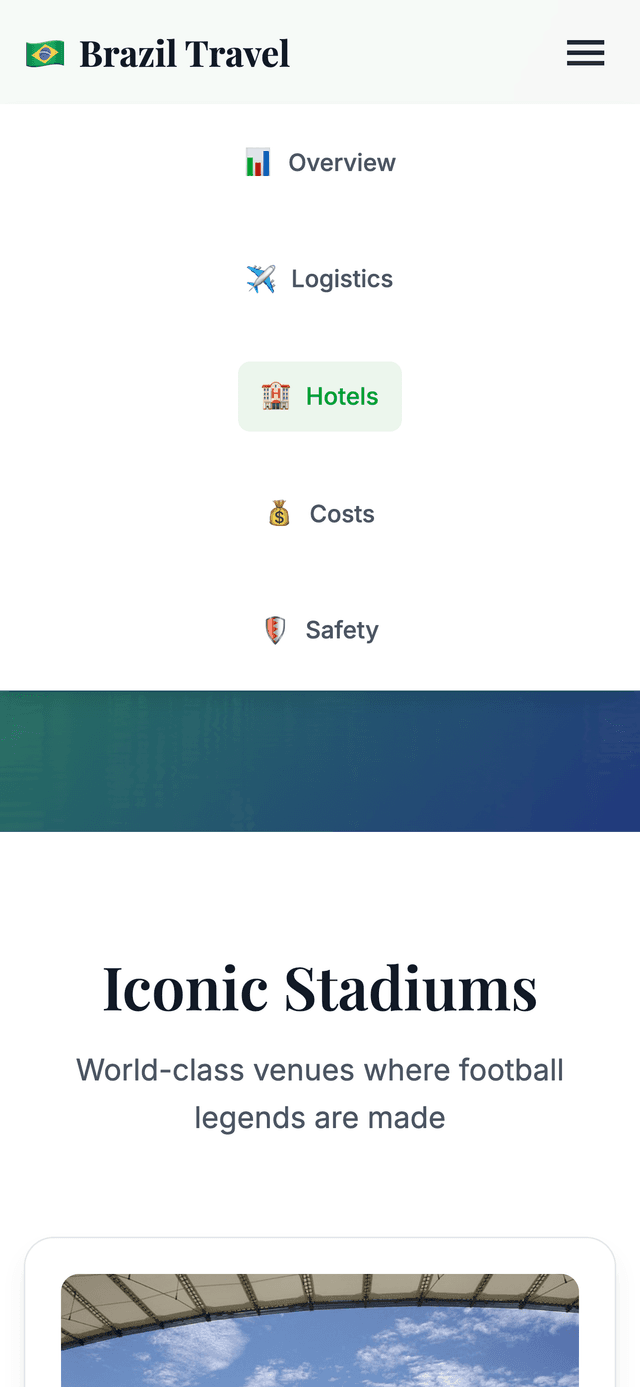 Brazil Travel
Overview
Logistics
Hotels
Costs
Safety
Iconic Stadiums
World-class venues where football
legends are made